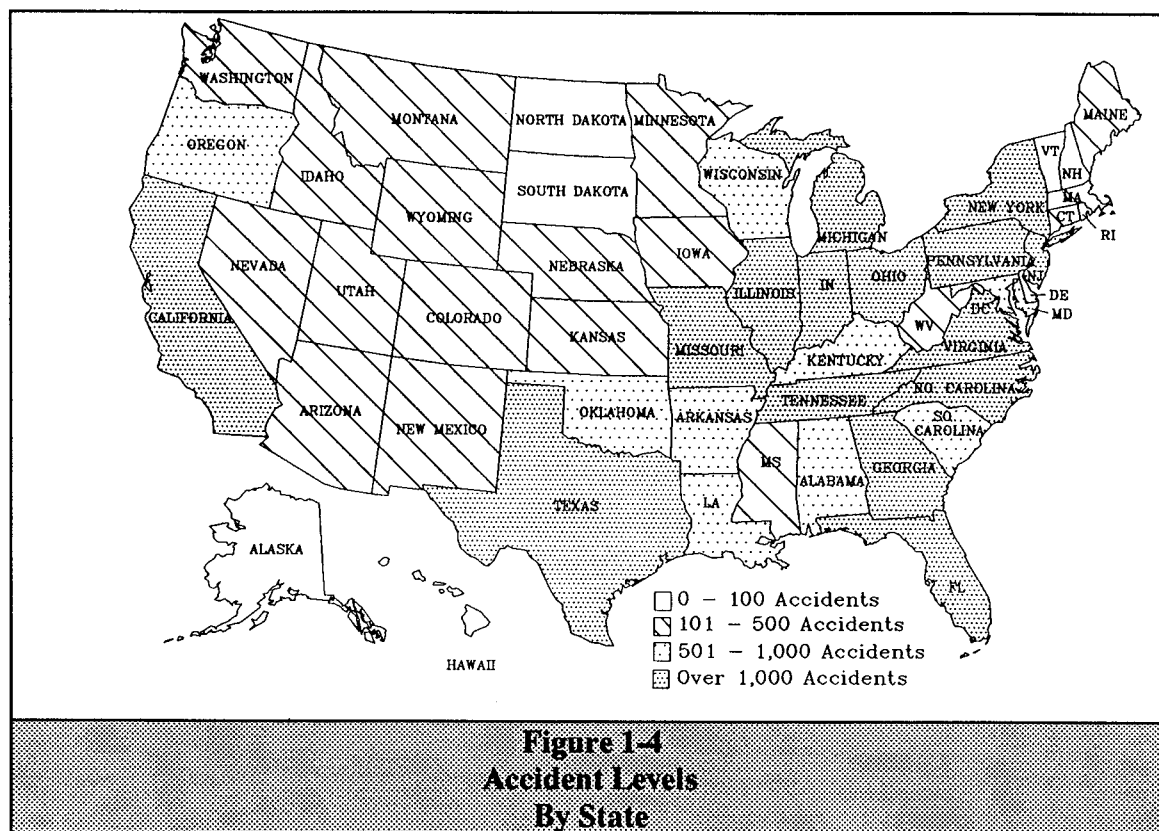 WASHINGTON
MONTANA
NORTH DAKOTA
MINNESOTA
MAINE
OREGON
IDAHO
WISCONSIN
VT
NH
SOUTH DAKOTA
WYOMING
MA
NEW YORK
CT
RI
MICHIGAN
NEVADA
NEBRASKA
IOWA
PENNSYLVANIA
OHIO
NJ
UTAH
ILLINOIS
IN
DE
CALIFORNIA
COLORADO
DC
MD
WV
KANSAS
MISSOURI
VIRGINIA
KENTUCKY
NO. CAROLINA
TENNESSEE
ARIZONA
NEW MEXICO
OKLAHOMA
ARKANSAS
SO.
CAROLINA
MS
GEORGIA
ALABAMA
TEXAS
LA
ALASKA
FL
HAWAII
0 - 100 Accidents
101 - 500 Accidents
501 - 1,000 Accidents
Over 1,000 Accidents
Figure 1-4
Accident Levels
By State